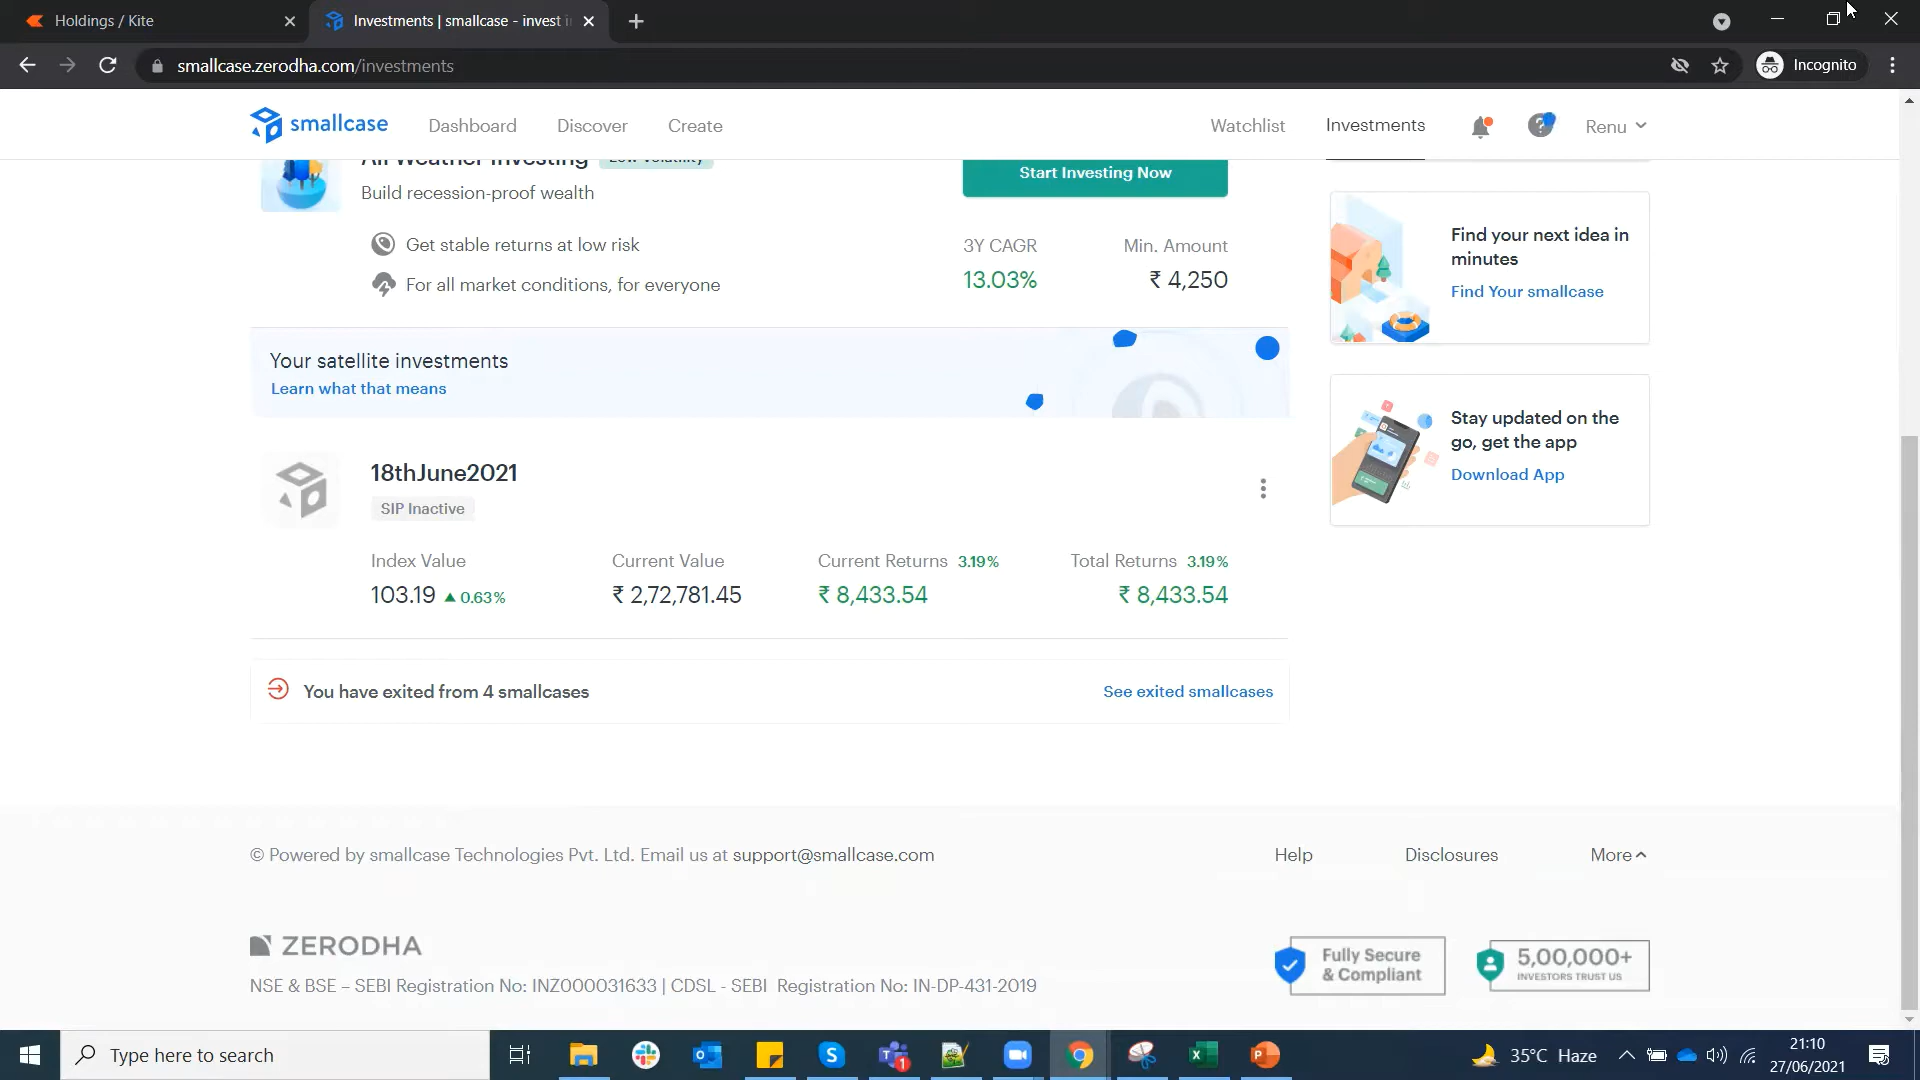 Holdings / Kite
Investments | smallcase - invest i
smallcase.zerodha.com/investments
Incognito
smallcase
Dashboard
Discover
Create
Watchlist
Investments
Renu
All Weather Investing Low Volatility
Build recession-proof wealth
Start Investing Now
Get stable returns at low risk
For all market conditions, for everyone
3Y CAGR
13.03%
Min. Amount
₹ 4,250
Find your next idea in
minutes
Find Your smallcase
Your satellite investments
Learn what that means
Stay updated on the
go, get the app
Download App
18thJune2021
SIP Inactive
Index Value
103.19 ▲ 0.63%
Current Value
₹ 2,72,781.45
Current Returns 3.19%
₹ 8,433.54
Total Returns 3.19%
₹ 8,433.54
You have exited from 4 smallcases
See exited smallcases
© Powered by smallcase Technologies Pvt. Ltd. Email us at support@smallcase.com
Help
Disclosures
More
ZERODHA
NSE & BSE – SEBI Registration No: INZ000031633 | CDSL - SEBI Registration No: IN-DP-431-2019
Fully Secure
& Compliant
5,00,000+
INVESTORS TRUST US
Type here to search
35°C Haze
21:10
27/06/2021